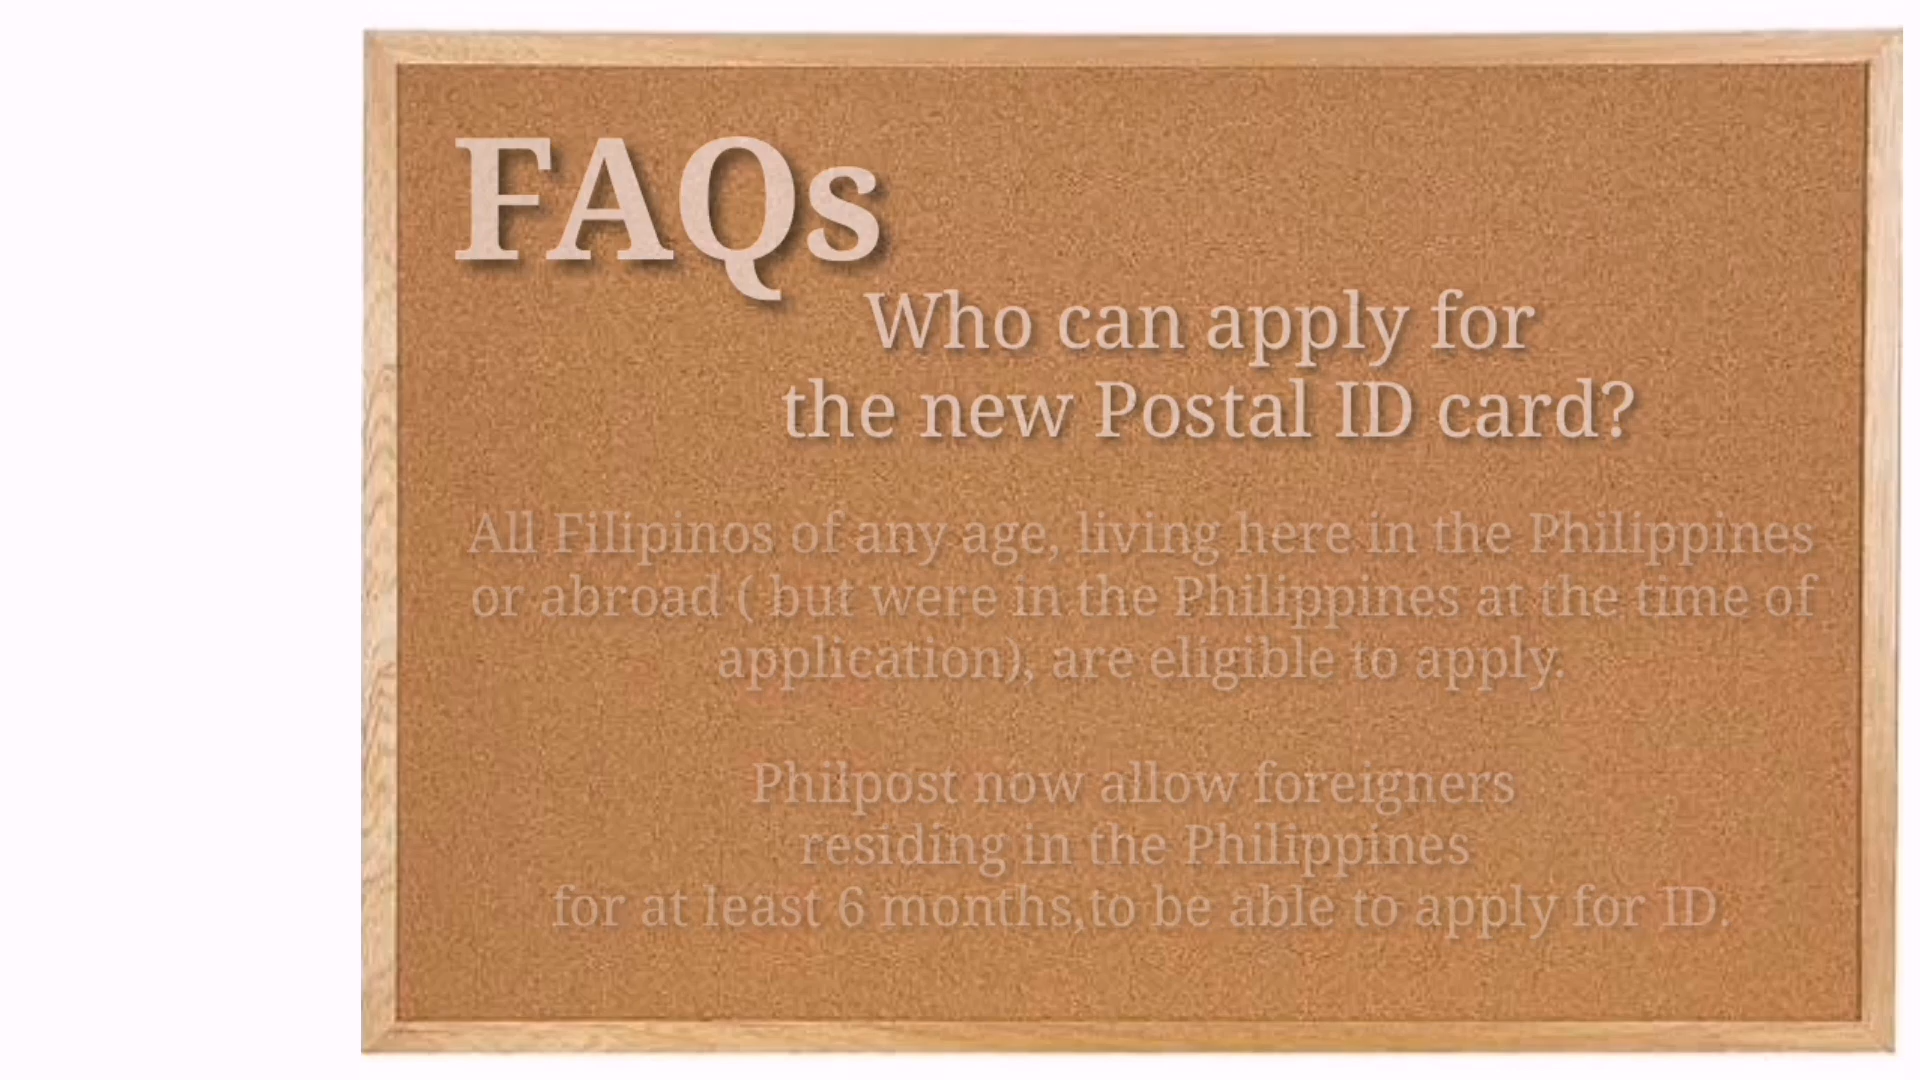 FAQs
Who can apply for
the new Postal ID card?
All Filipinos of any age, living here in the Philippines
or abroad ( but were in the Philippines at the time of
application), are eligible to apply.
Philpost now allow foreigners
residing in the Philippines
for at least 6 months,to be able to apply for ID.